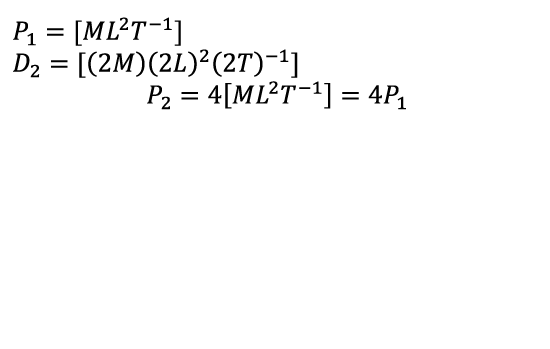 P₁ = [ML²T⁻¹]
D₂ = [(2M)(2L)²(2T)⁻¹]
P₂ = 4[ML²T⁻¹] = 4P₁